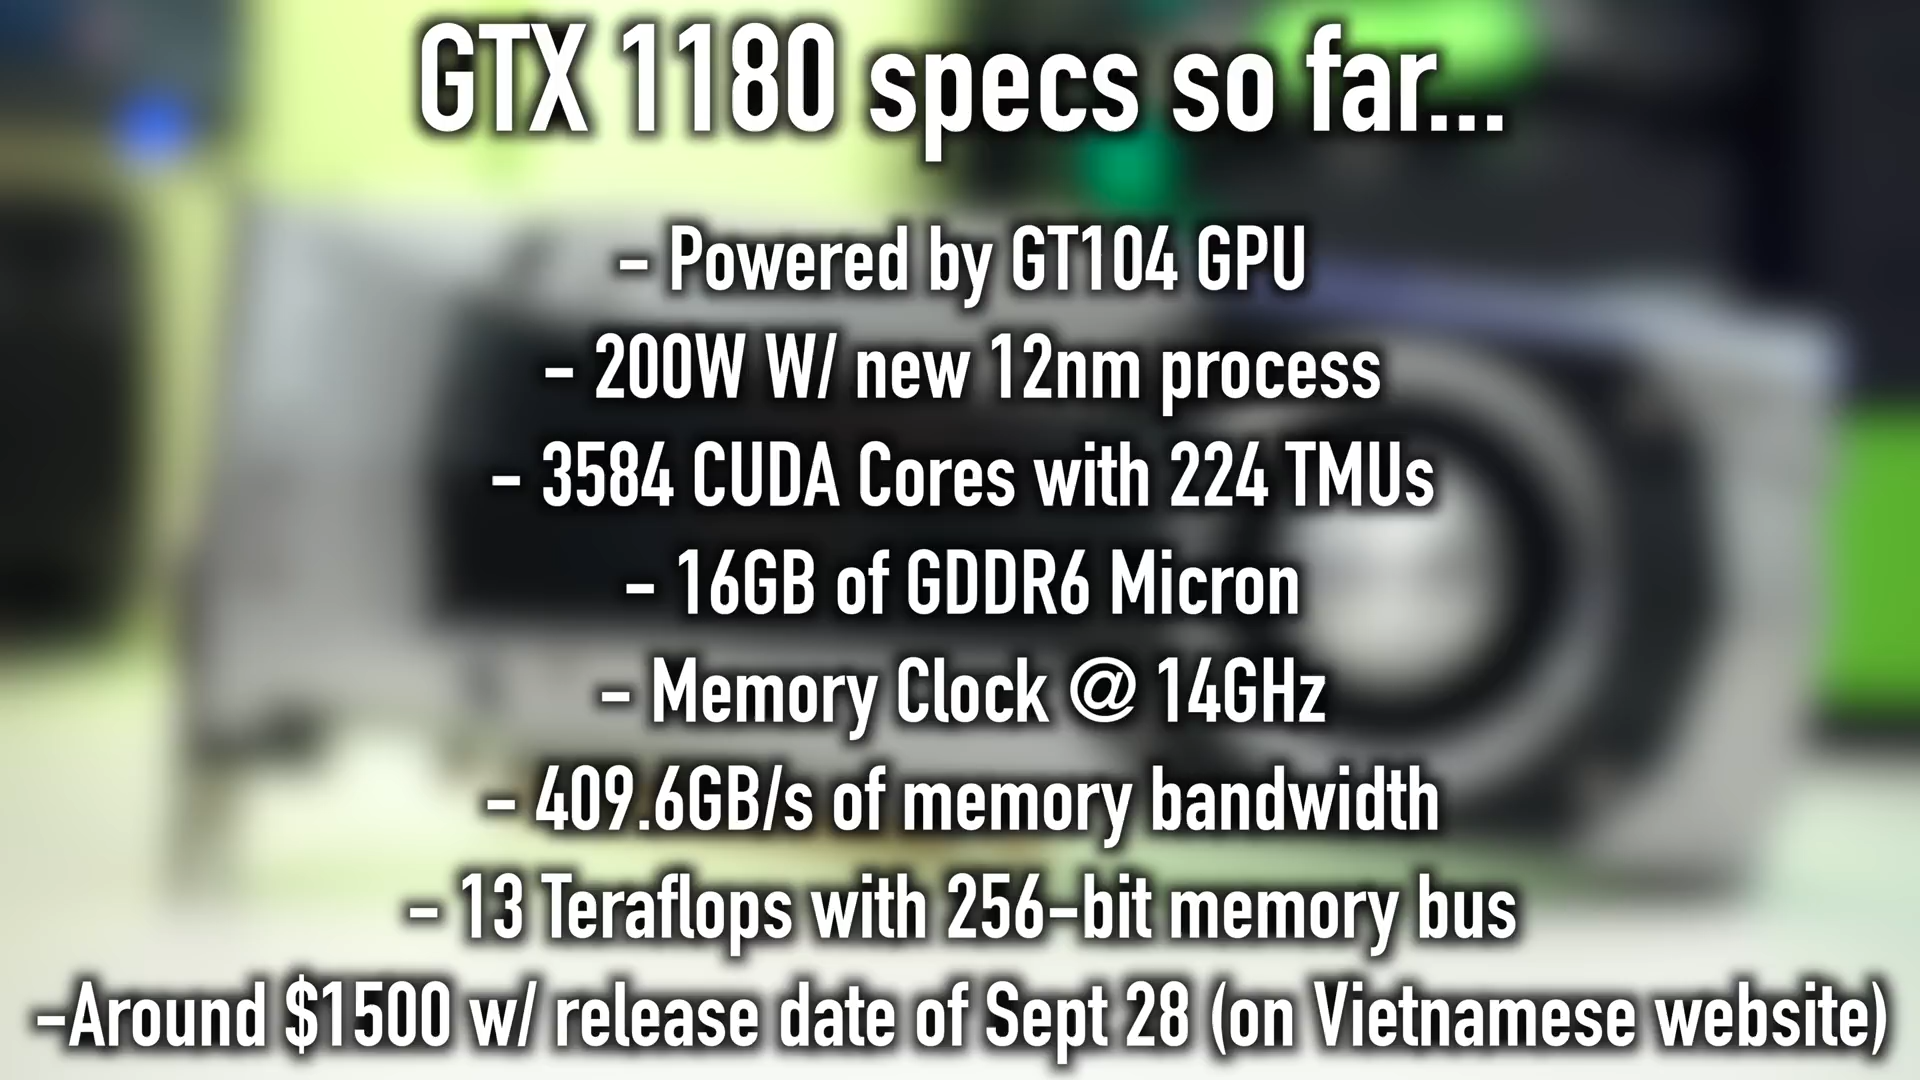 GTX 1180 specs so far...
- Powered by GT104 GPU
- 200W W/ new 12nm process
- 3584 CUDA Cores with 224 TMUs
- 16GB of GDDR6 Micron
- Memory Clock @ 14GHz
- 409.6GB/s of memory bandwidth
- 13 Teraflops with 256-bit memory bus
-Around $1500 w/ release date of Sept 28 (on Vietnamese website)